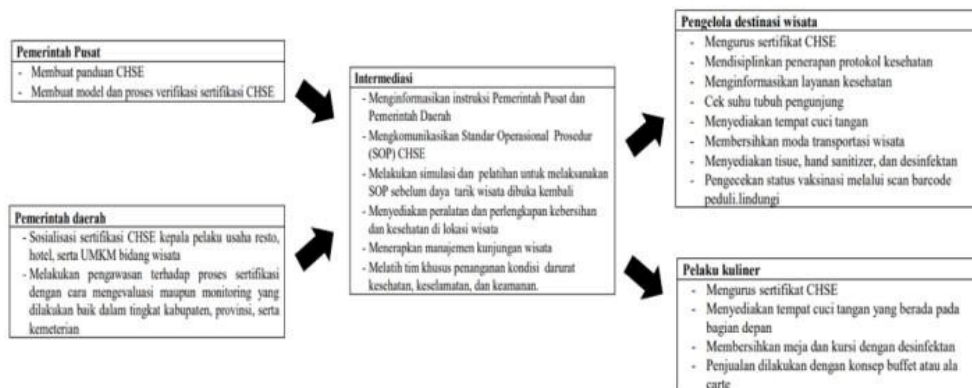 Pemerintah Pusat
- Membuat panduan CHSE
- Membuat model dan proses verifikasi sertifikasi CHSE
Pemerintah daerah
- Sosialisasi sertifikasi CHSE kepala pelaku usaha resto,
hotel, serta UMKM bidang wisata
- Melakukan pengawasan terhadap proses sertifikasi
dengan cara mengevaluasi maupun monitoring yang
dilakukan baik dalam tingkat kabupaten, provinsi, serta
kemeterian
Intermediasi
- Menginformasikan instruksi Pemerintah Pusat dan
Pemerintah Daerah
- Mengkomunikasikan Standar Operasional Prosedur
(SOP) CHSE
- Melakukan simulasi dan pelatihan untuk melaksanakan
SOP sebelum daya tarik wisata dibuka kembali
- Menyediakan peralatan dan perlengkapan kebersihan
dan kesehatan di lokasi wisata
- Menerapkan manajemen kunjungan wisata
- Melatih tim khusus penanganan kondisi darurat
kesehatan, keselamatan, dan keamanan.
Pengelola destinasi wisata
- Mengurus sertifikat CHSE
- Mendisiplinkan penerapan protokol kesehatan
- Menginformasikan layanan kesehatan
- Cek suhu tubuh pengunjung
- Menyediakan tempat cuci tangan
- Membersihkan moda transportasi wisata
- Menyediakan tisue, hand sanitizer, dan desinfektan
- Pengecekan status vaksinasi melalui scan barcode
peduli.lindungi
Pelaku kuliner
- Mengurus sertifikat CHSE
- Menyediakan tempat cuci tangan yang berada pada
bagian depan
- Membersihkan meja dan kursi dengan desinfektan
- Penjualan dilakukan dengan konsep buffet atau ala
carte